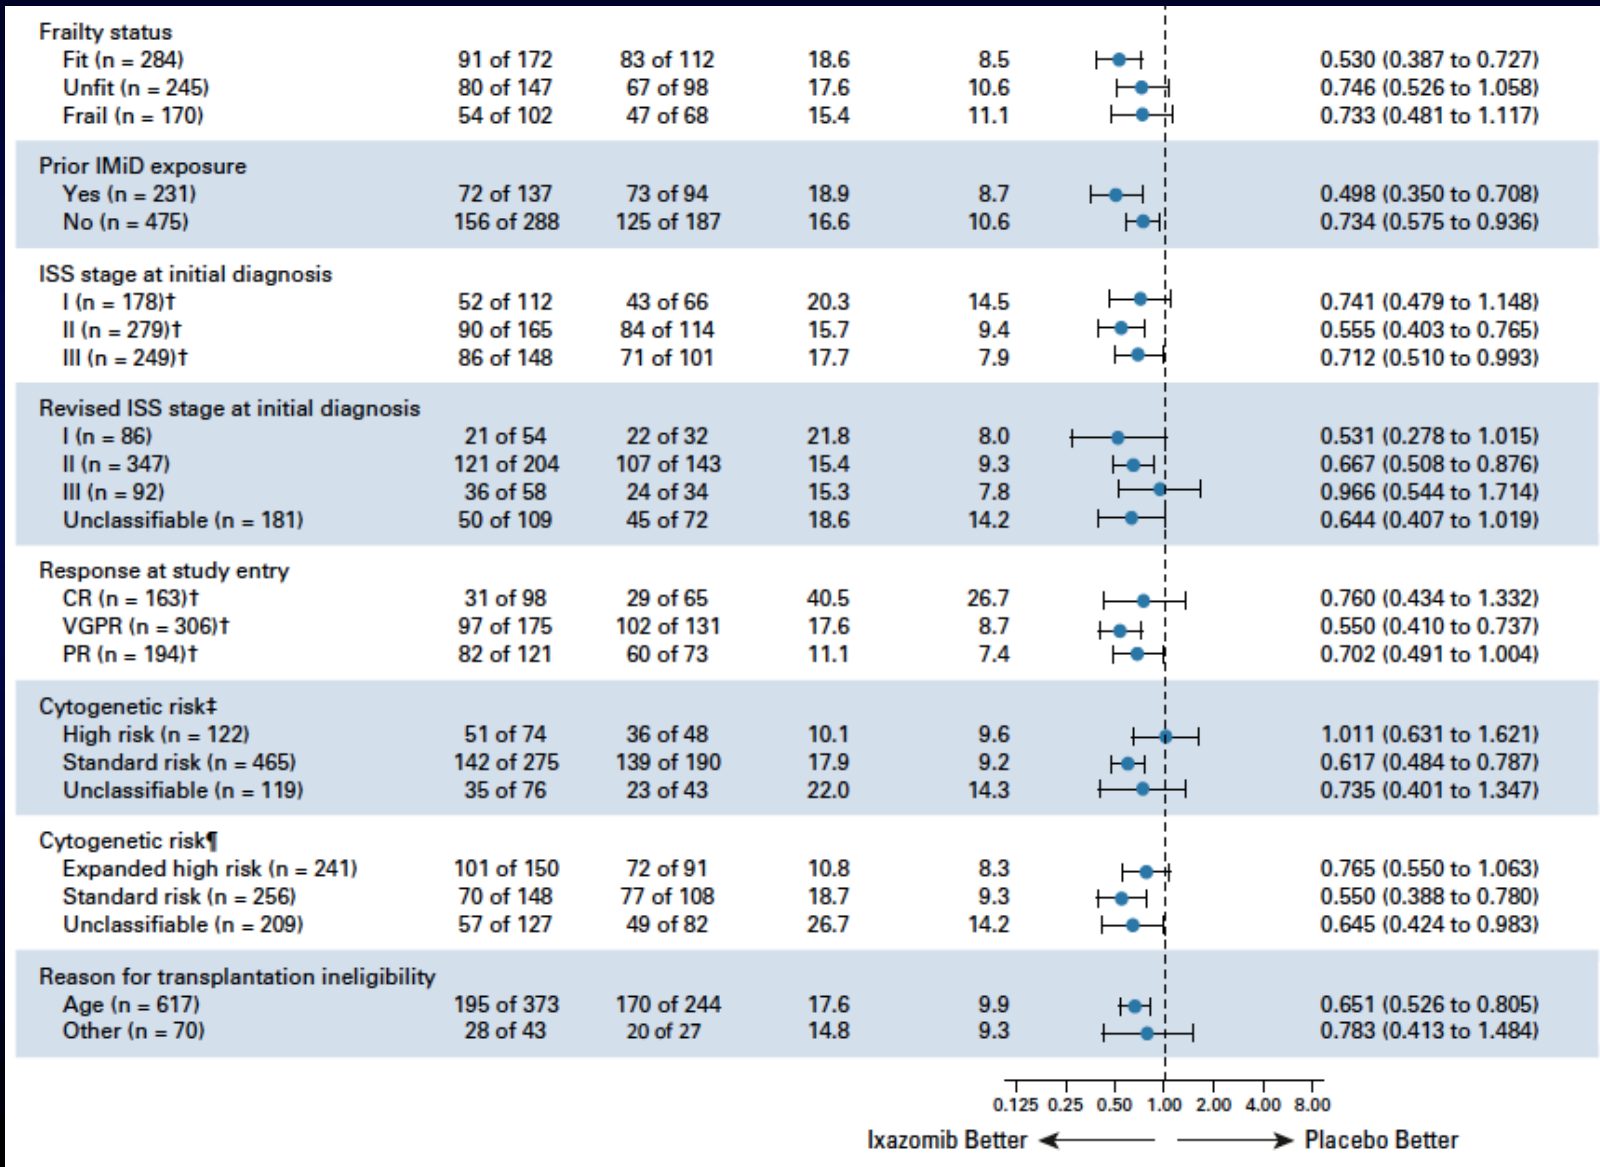 Frailty status
Fit (n = 284) 91 of 172 83 of 112 18.6 8.5 0.530 (0.387 to 0.727)
Unfit (n = 245) 80 of 147 67 of 98 17.6 10.6 0.746 (0.526 to 1.058)
Frail (n = 170) 54 of 102 47 of 68 15.4 11.1 0.733 (0.481 to 1.117)
Prior IMiD exposure
Yes (n = 231) 72 of 137 73 of 94 18.9 8.7 0.498 (0.350 to 0.708)
No (n = 475) 156 of 288 125 of 187 16.6 10.6 0.734 (0.575 to 0.936)
ISS stage at initial diagnosis
I (n = 178)† 52 of 112 43 of 66 20.3 14.5 0.741 (0.479 to 1.148)
II (n = 279)† 90 of 165 84 of 114 15.7 9.4 0.555 (0.403 to 0.765)
III (n = 249)† 86 of 148 71 of 101 17.7 7.9 0.712 (0.510 to 0.993)
Revised ISS stage at initial diagnosis
I (n = 86) 21 of 54 22 of 32 21.8 8.0 0.531 (0.278 to 1.015)
II (n = 347) 121 of 204 107 of 143 15.4 9.3 0.667 (0.508 to 0.876)
III (n = 92) 36 of 58 24 of 34 15.3 7.8 0.966 (0.544 to 1.714)
Unclassifiable (n = 181) 50 of 109 45 of 72 18.6 14.2 0.644 (0.407 to 1.019)
Response at study entry
CR (n = 163)† 31 of 98 29 of 65 40.5 26.7 0.760 (0.434 to 1.332)
VGPR (n = 306)† 97 of 175 102 of 131 17.6 8.7 0.550 (0.410 to 0.737)
PR (n = 194)† 82 of 121 60 of 73 11.1 7.4 0.702 (0.491 to 1.004)
Cytogenetic risk‡
High risk (n = 122) 51 of 74 36 of 48 10.1 9.6 1.011 (0.631 to 1.621)
Standard risk (n = 465) 142 of 275 139 of 190 17.9 9.2 0.617 (0.484 to 0.787)
Unclassifiable (n = 119) 35 of 76 23 of 43 22.0 14.3 0.735 (0.401 to 1.347)
Cytogenetic risk¶
Expanded high risk (n = 241) 101 of 150 72 of 91 10.8 8.3 0.765 (0.550 to 1.063)
Standard risk (n = 256) 70 of 148 77 of 108 18.7 9.3 0.550 (0.388 to 0.780)
Unclassifiable (n = 209) 57 of 127 49 of 82 26.7 14.2 0.645 (0.424 to 0.983)
Reason for transplantation ineligibility
Age (n = 617) 195 of 373 170 of 244 17.6 9.9 0.651 (0.526 to 0.805)
Other (n = 70) 28 of 43 20 of 27 14.8 9.3 0.783 (0.413 to 1.484)
0.125 0.25 0.50 1.00 2.00 4.00 8.00
Ixazomib Better Placebo Better